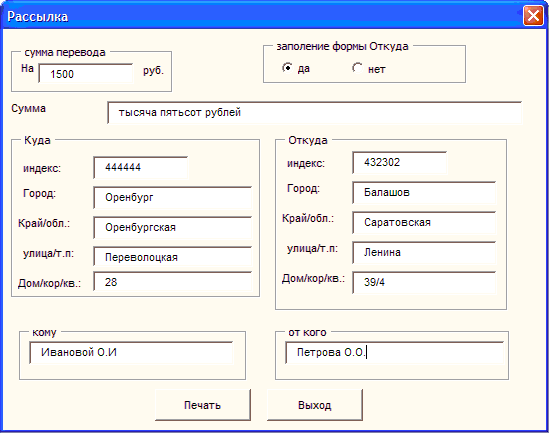 Рассылка
сумма перевода
На 1500 руб.
заполение формы Откуда
да нет
Сумма тысяча пятьсот рублей
Куда
индекс: 444444
Город: Оренбург
Край/обл.: Оренбургская
улица/т.п: Переволоцкая
Дом/кор/кв.: 28
Откуда
индекс: 432302
Город: Балашов
Край/обл.: Саратовская
улица/т.п: Ленина
Дом/кор/кв.: 39/4
кому
Ивановой О.И
от кого
Петрова О.О.
Печать Выход